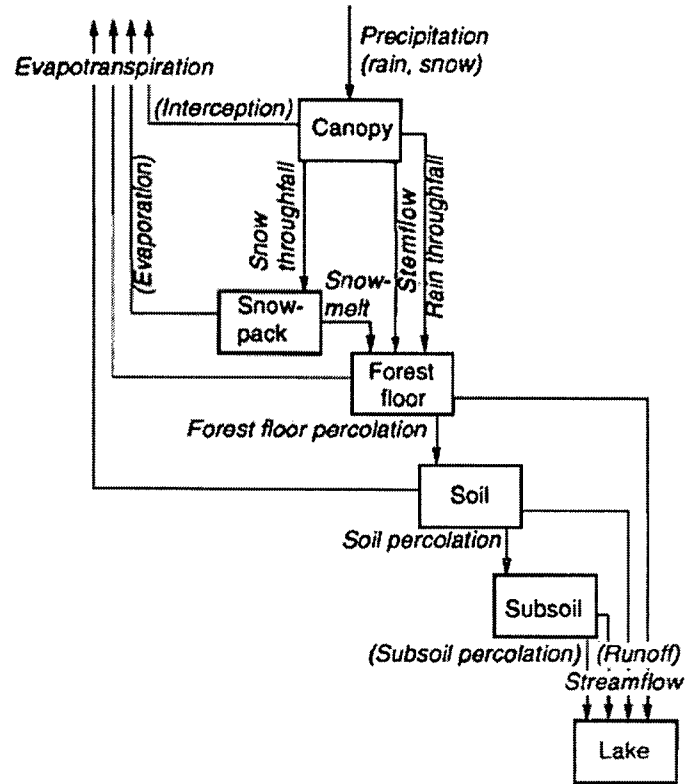 Precipitation
(rain, snow)
Evapotranspiration
(Interception)
Canopy
(Evaporation)
Snow
throughfall
Stemflow
Rain throughfall
Snow-
melt
Snow-
pack
Forest
floor
Forest floor percolation
Soil
Soil percolation
Subsoil
(Subsoil percolation)
(Runoff)
Streamflow
Lake